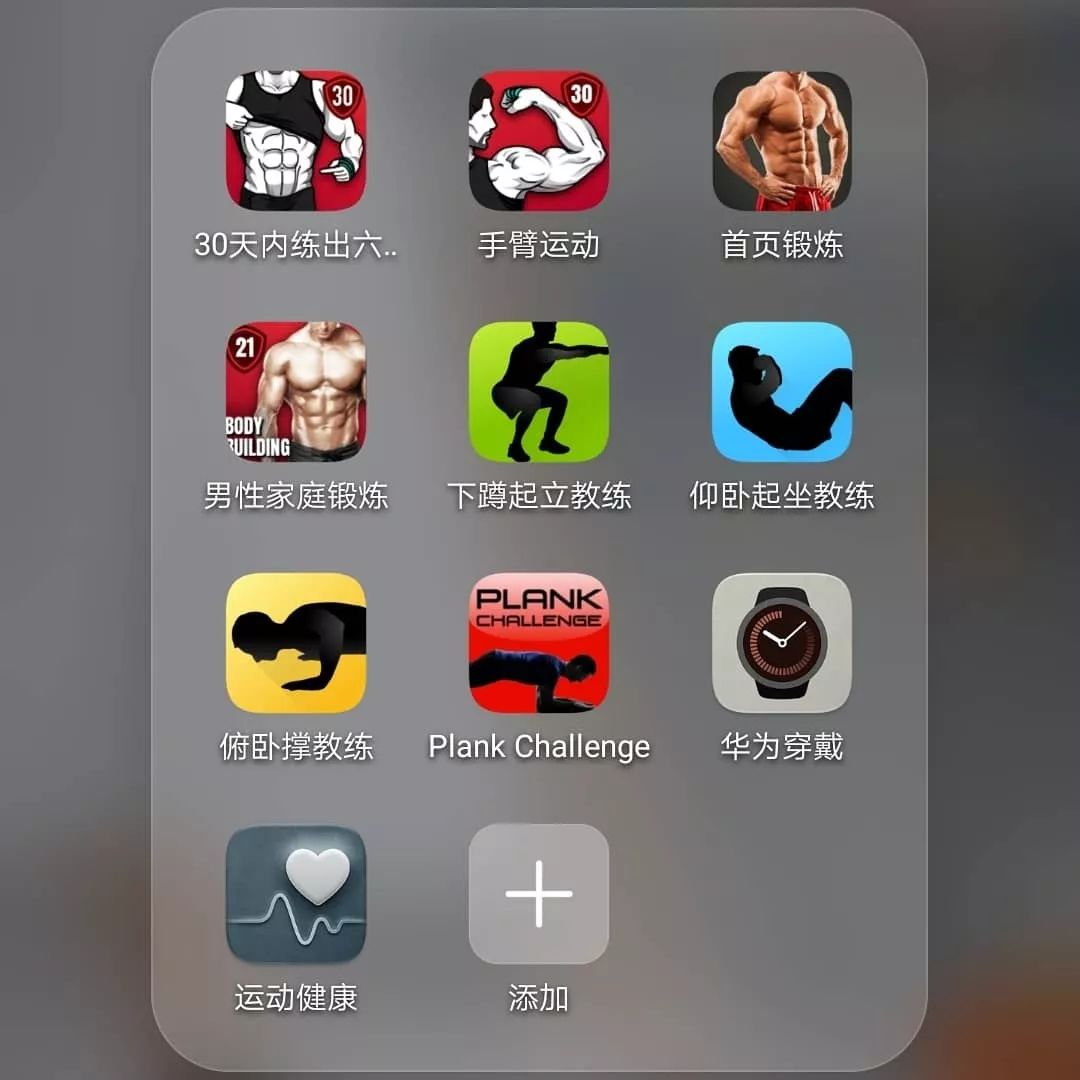 30
30
30天内练出六..
手臂运动
首页锻炼
21
BODY
BUILDING
男性家庭锻炼
下蹲起立教练
仰卧起坐教练
PLANK
CHALLENGE
俯卧撑教练
Plank Challenge
华为穿戴
运动健康
添加